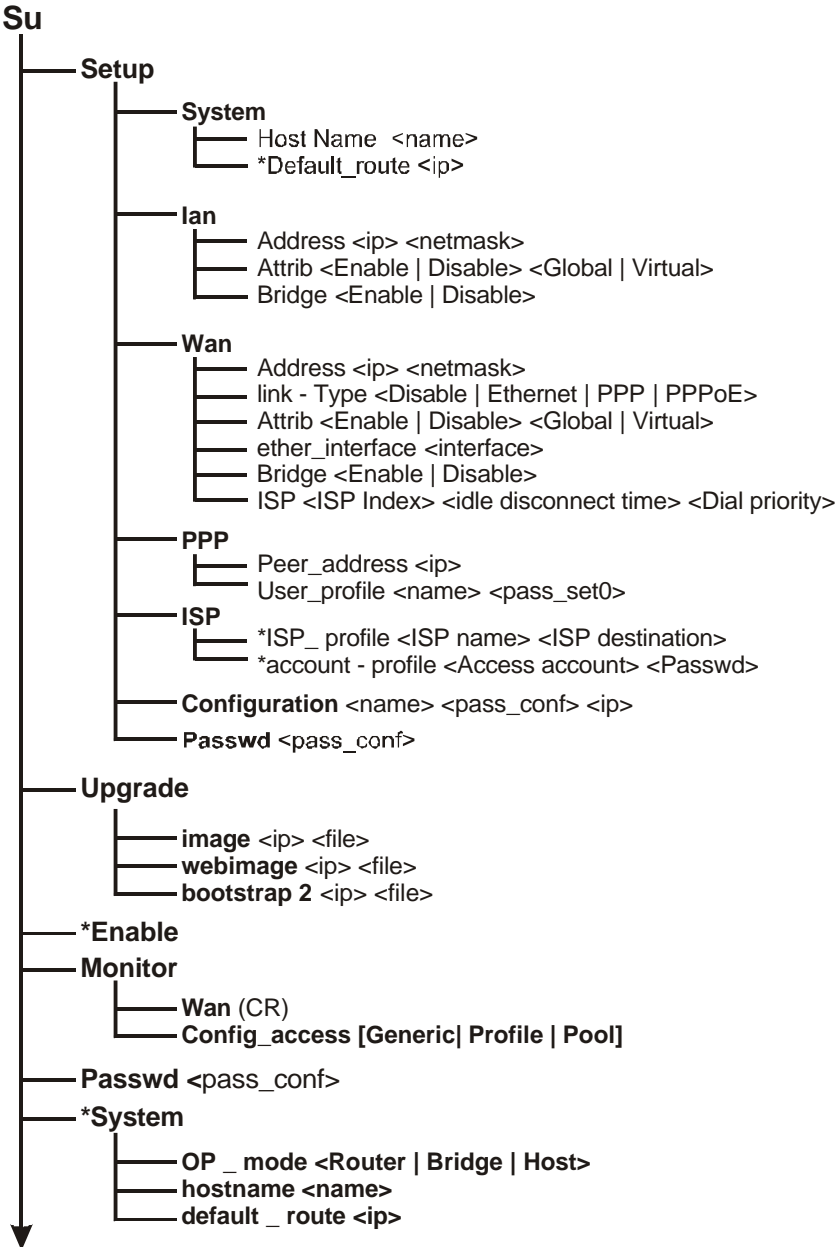 Su
Setup
System
Host Name <name>
*Default_route <ip>
lan
Address <ip> <netmask>
Attrib <Enable | Disable> <Global | Virtual>
Bridge <Enable | Disable>
Wan
Address <ip> <netmask>
link - Type <Disable | Ethernet | PPP | PPPoE>
Attrib <Enable | Disable> <Global | Virtual>
ether_interface <interface>
Bridge <Enable | Disable>
ISP <ISP Index> <idle disconnect time> <Dial priority>
PPP
Peer_address <ip>
User_profile <name> <pass_set0>
ISP
*ISP_ profile <ISP name> <ISP destination>
*account - profile <Access account> <Passwd>
Configuration <name> <pass_conf> <ip>
Passwd <pass_conf>
Upgrade
image <ip> <file>
webimage <ip> <file>
bootstrap 2 <ip> <file>
*Enable
Monitor
Wan (CR)
Config_access [Generic| Profile | Pool]
Passwd <pass_conf>
*System
OP _ mode <Router | Bridge | Host>
hostname <name>
default _ route <ip>